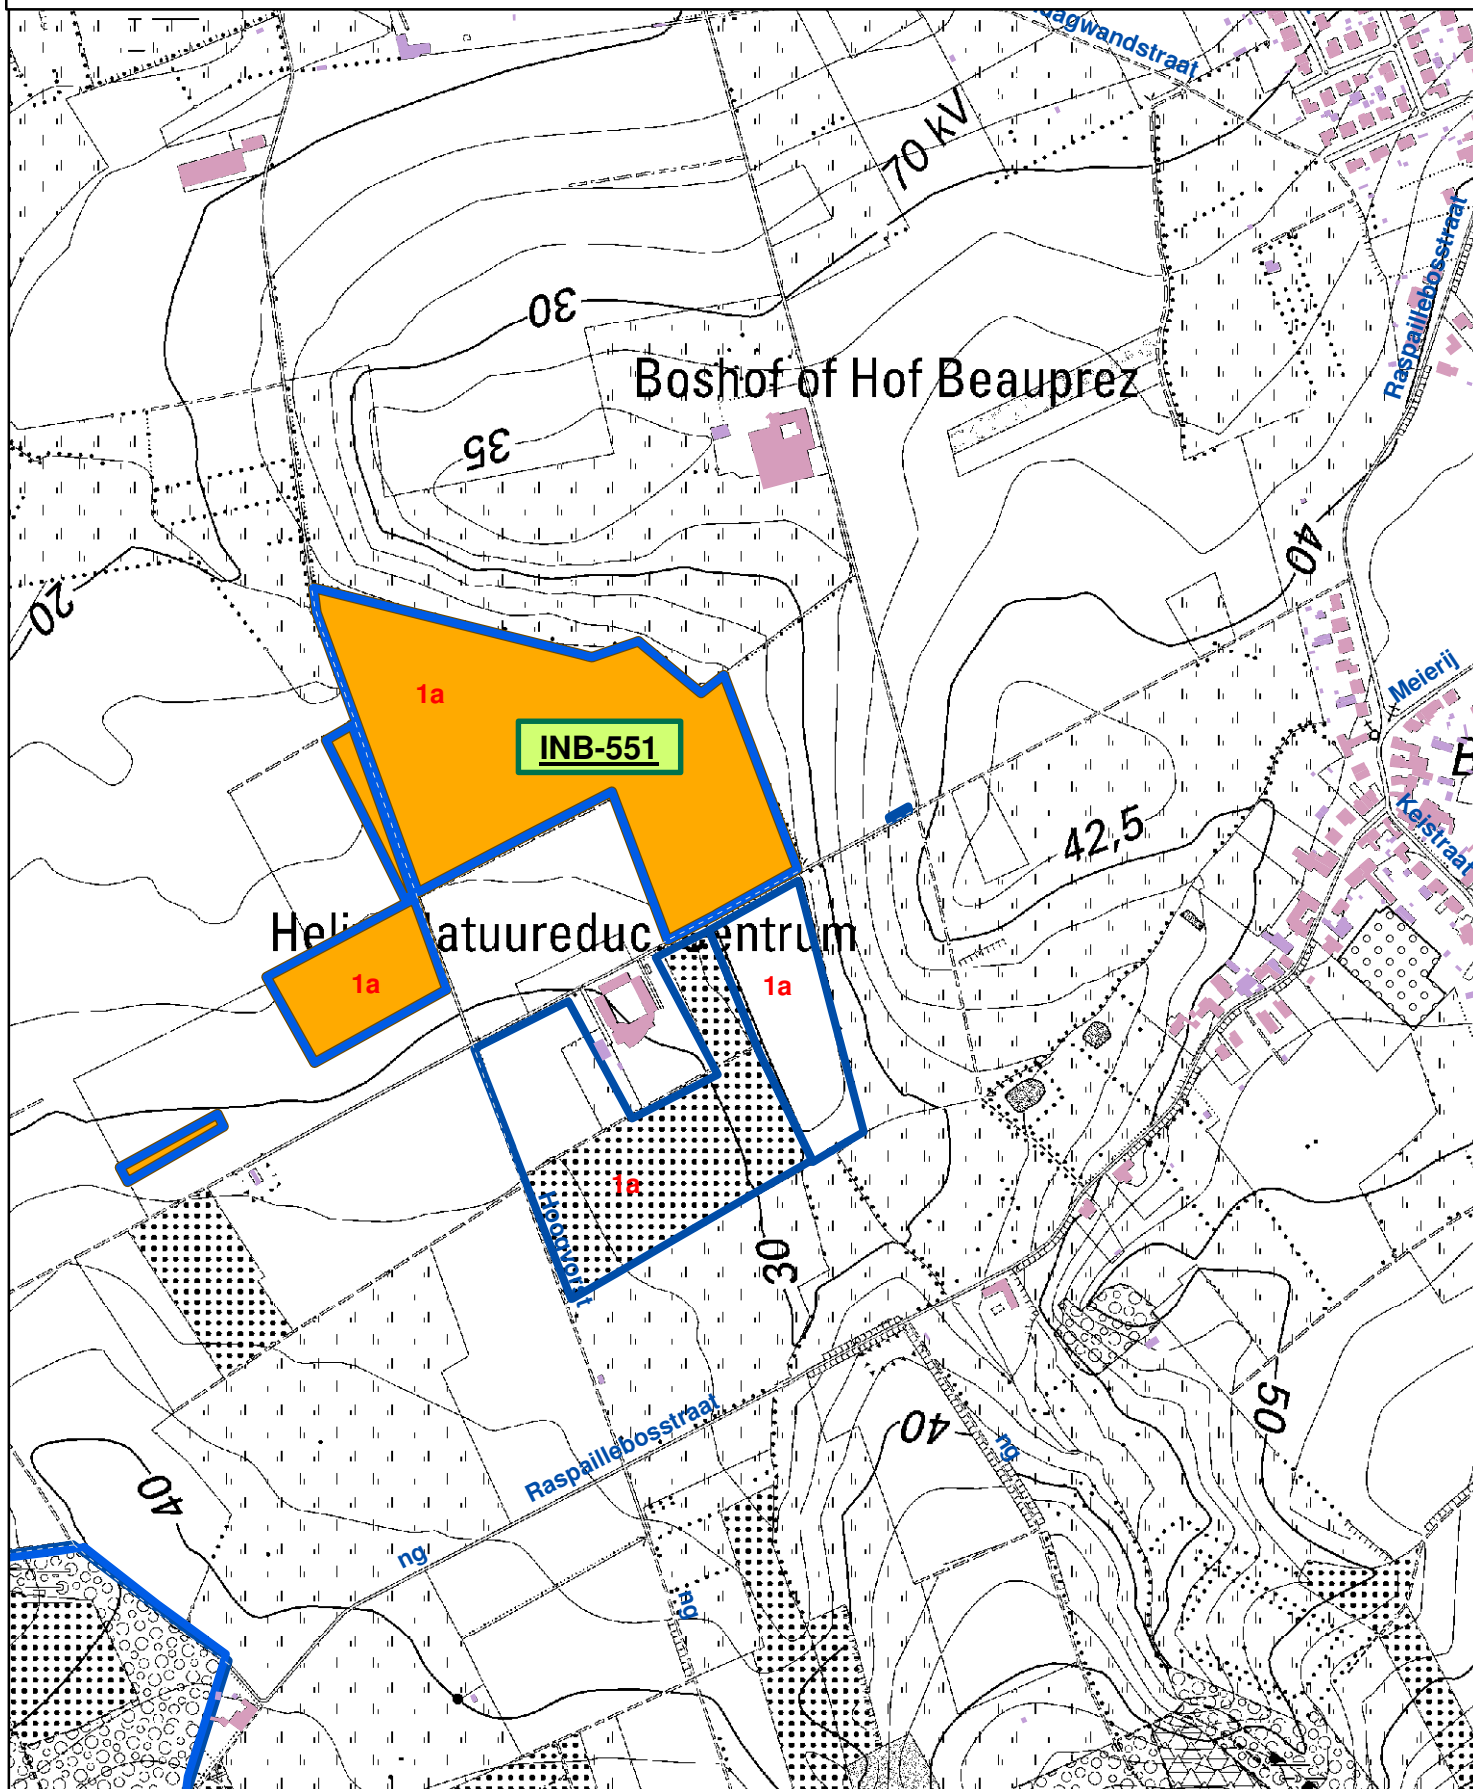 70 kV
Raspaillebosstraat
30
Boshof of Hof Beauprez
35
40
20
Meierij
1a
INB-551
42,5
Keistraat
1a
1a
1a
30
50
40
Raspaillebosstraat
ng
40
ng
ng